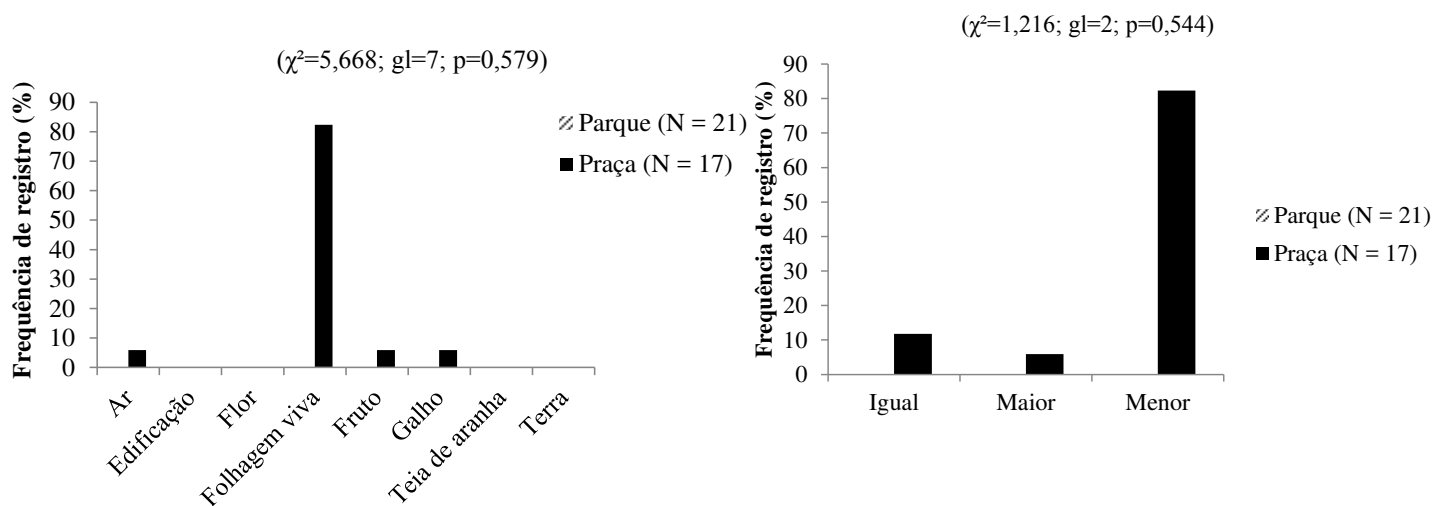 (χ²=5,668; gl=7; p=0,579)
Frequência de registro (%)
90
80
70
60
50
40
30
20
10
0
Ar
Edificação
Flor
Folhagem viva
Fruto
Galho
Teia de aranha
Terra
Parque (N = 21)
Praça (N = 17)
(χ²=1,216; gl=2; p=0,544)
Frequência de registro (%)
90
80
70
60
50
40
30
20
10
0
Igual
Maior
Menor
Parque (N = 21)
Praça (N = 17)